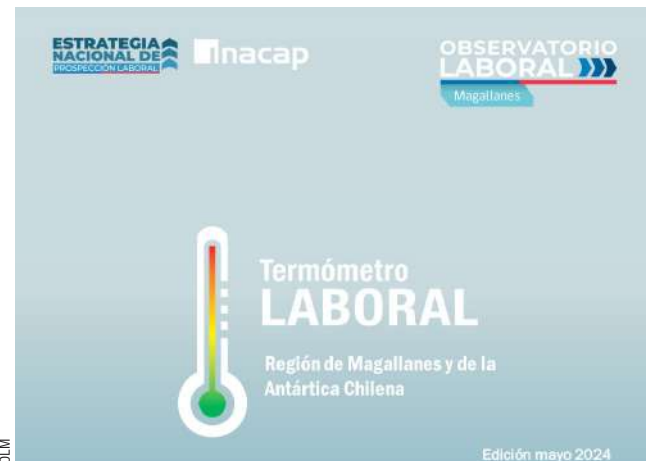 ESTRATEGIA
NACIONAL DE
PROSPECCIÓN LABORAL
inacap
OBSERVATORIO
LABORAL
Magallanes
Termómetro
LABORAL
Región de Magallanes y de la
Antártica Chilena
Edición mayo 2024
OLM